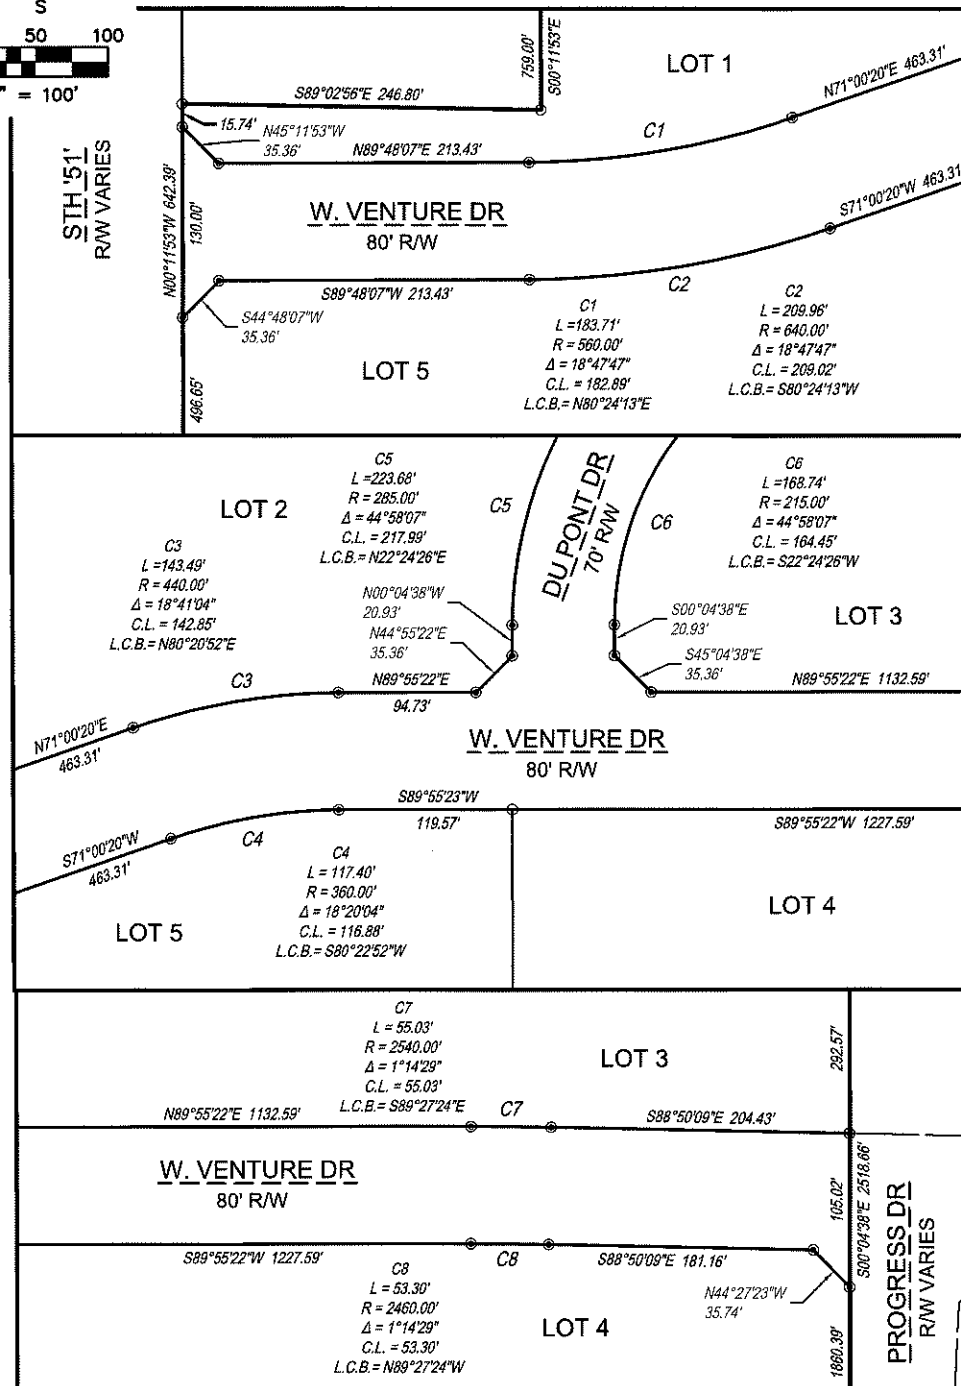 S
50 100
" = 100'
STH '51'
R/W VARIES
N00°11'53"W 642.39'
130.00'
496.65'
15.74'
S89°02'56"E 246.80'
759.00'
S00°11'53"E
LOT 1
N71°00'20"E 463.31'
N45°11'53"W
35.36'
N89°48'07"E 213.43'
C1
W. VENTURE DR
80' R/W
S71°00'20"W 463.31
S89°48'07"W 213.43'
C2
S44°48'07"W
35.36'
LOT 5
C1
L =183.71'
R = 560.00'
Δ = 18°47'47"
C.L. = 182.89'
L.C.B.= N80°24'13"E
C2
L = 209.96'
R = 640.00'
Δ = 18°47'47"
C.L. = 209.02'
L.C.B.= S80°24'13"W
LOT 2
C5
L =223.68'
R = 285.00'
Δ = 44°58'07"
C.L. = 217.99'
L.C.B.= N22°24'26"E
C5
DU PONT DR
70' R/W
C6
C6
L =168.74'
R = 215.00'
Δ = 44°58'07"
C.L. = 164.45'
L.C.B.= S22°24'26"W
C3
L =143.49'
R = 440.00'
Δ = 18°41'04"
C.L. = 142.85'
L.C.B.= N80°20'52"E
N00°04'38"W
20.93'
N44°55'22"E
35.36'
S00°04'38"E
20.93'
S45°04'38"E
35.36'
LOT 3
C3
N89°55'22"E
94.73'
N89°55'22"E 1132.59'
N71°00'20"E
463.31'
W. VENTURE DR
80' R/W
S89°55'23"W
119.57'
S89°55'22"W 1227.59'
S71°00'20"W
463.31'
C4
C4
L = 117.40'
R = 360.00'
Δ = 18°20'04"
C.L. = 116.88'
L.C.B.= S80°22'52"W
LOT 5
LOT 4
C7
L = 55.03'
R = 2540.00'
Δ = 1°14'29"
C.L. = 55.03'
L.C.B.= S89°27'24"E
LOT 3
292.57'
N89°55'22"E 1132.59'
C7
S88°50'09"E 204.43'
W. VENTURE DR
80' R/W
105.02'
S00°04'38"E 2518.66'
PROGRESS DR
R/W VARIES
S89°55'22"W 1227.59'
C8
S88°50'09"E 181.16'
N44°27'23"W
35.74'
C8
L = 53.30'
R = 2460.00'
Δ = 1°14'29"
C.L. = 53.30'
L.C.B.= N89°27'24"W
LOT 4
1860.39'